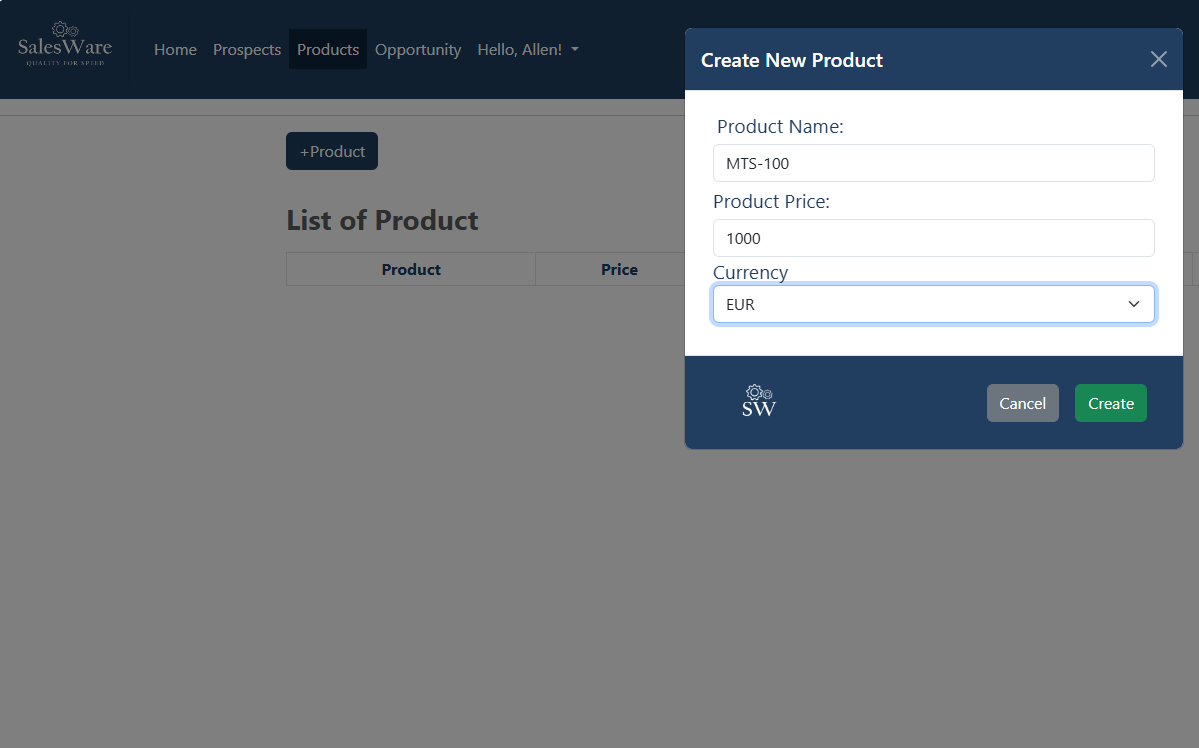 SalesWare
QUALITY FOR SPEED
Home Prospects Products Opportunity Hello, Allen!
+Product
List of Product
Product Price
Create New Product
Product Name:
MTS-100
Product Price:
1000
Currency
EUR
SW
Cancel Create